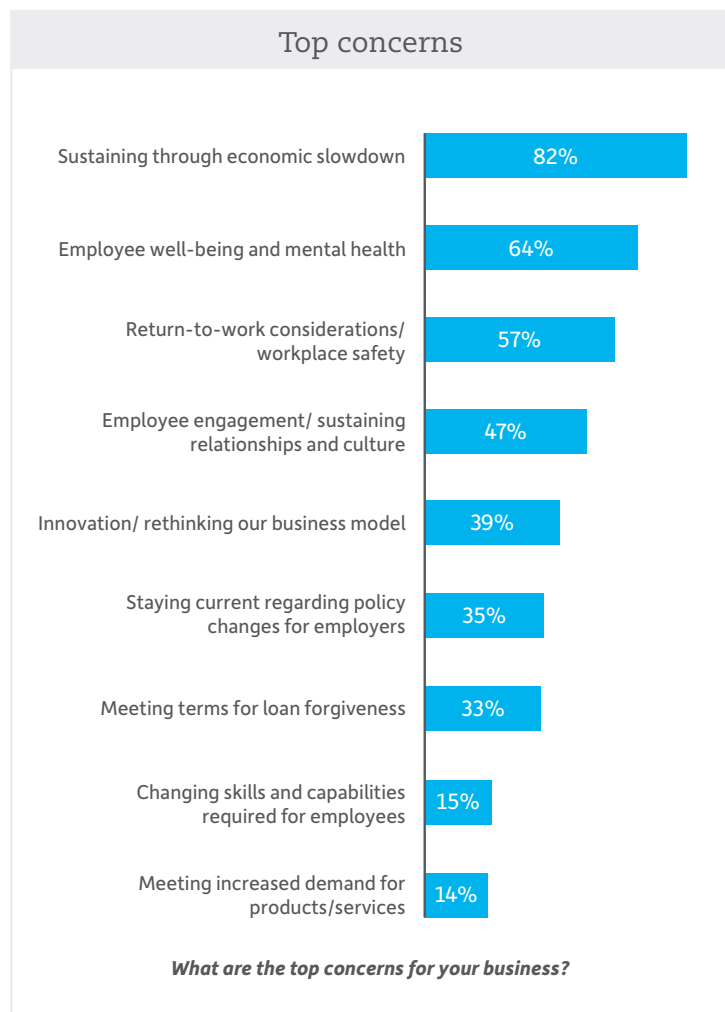 Top concerns
Sustaining through economic slowdown
82%
Employee well-being and mental health
64%
Return-to-work considerations/
workplace safety
57%
Employee engagement/ sustaining
relationships and culture
47%
Innovation/ rethinking our business model
39%
Staying current regarding policy
changes for employers
35%
Meeting terms for loan forgiveness
33%
Changing skills and capabilities
required for employees
15%
Meeting increased demand for
products/services
14%
What are the top concerns for your business?